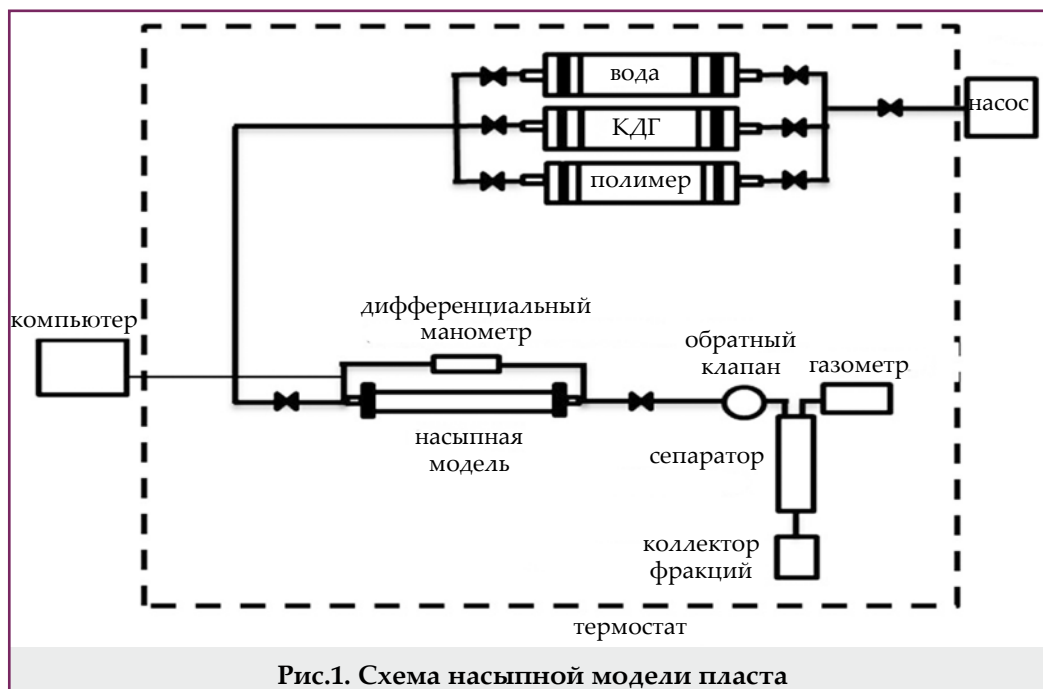 вода
насос
КДГ
полимер
дифференциальный
манометр
компьютер
обратный
клапан
газометр
насыпная
модель
сепаратор
коллектор
фракций
термостат
Рис.1. Схема насыпной модели пласта